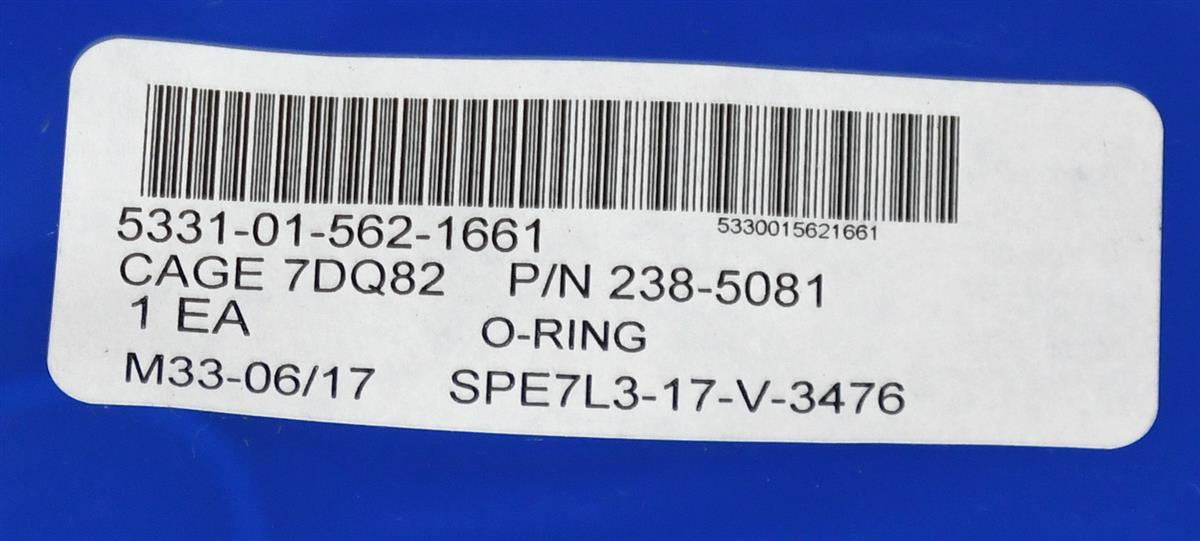 5330015621661
5331-01-562-1661
CAGE 7DQ82 P/N 238-5081
1 EA O-RING
M33-06/17 SPE7L3-17-V-3476